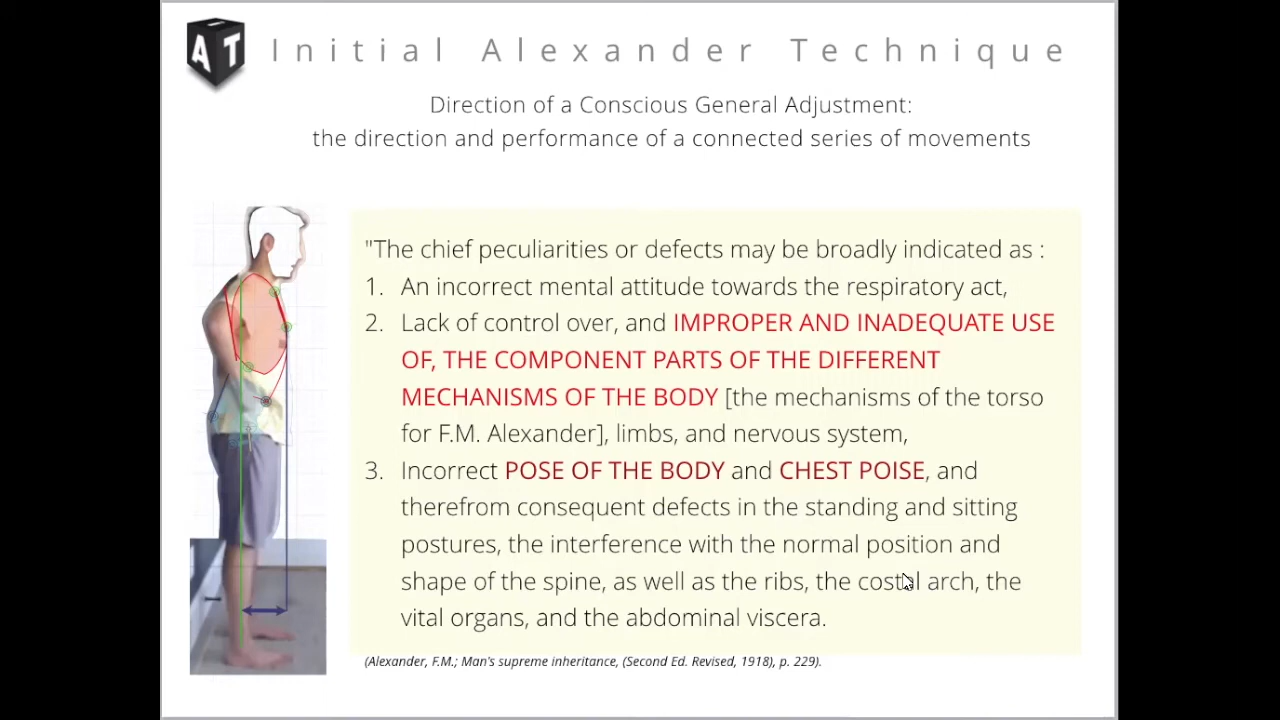 AT
Initial Alexander Technique
Direction of a Conscious General Adjustment:
the direction and performance of a connected series of movements
"The chief peculiarities or defects may be broadly indicated as :
1. An incorrect mental attitude towards the respiratory act,
2. Lack of control over, and IMPROPER AND INADEQUATE USE
OF, THE COMPONENT PARTS OF THE DIFFERENT
MECHANISMS OF THE BODY [the mechanisms of the torso
for F.M. Alexander], limbs, and nervous system,
3. Incorrect POSE OF THE BODY and CHEST POISE, and
therefrom consequent defects in the standing and sitting
postures, the interference with the normal position and
shape of the spine, as well as the ribs, the costal arch, the
vital organs, and the abdominal viscera.
(Alexander, F.M.; Man's supreme inheritance, (Second Ed. Revised, 1918), p. 229).